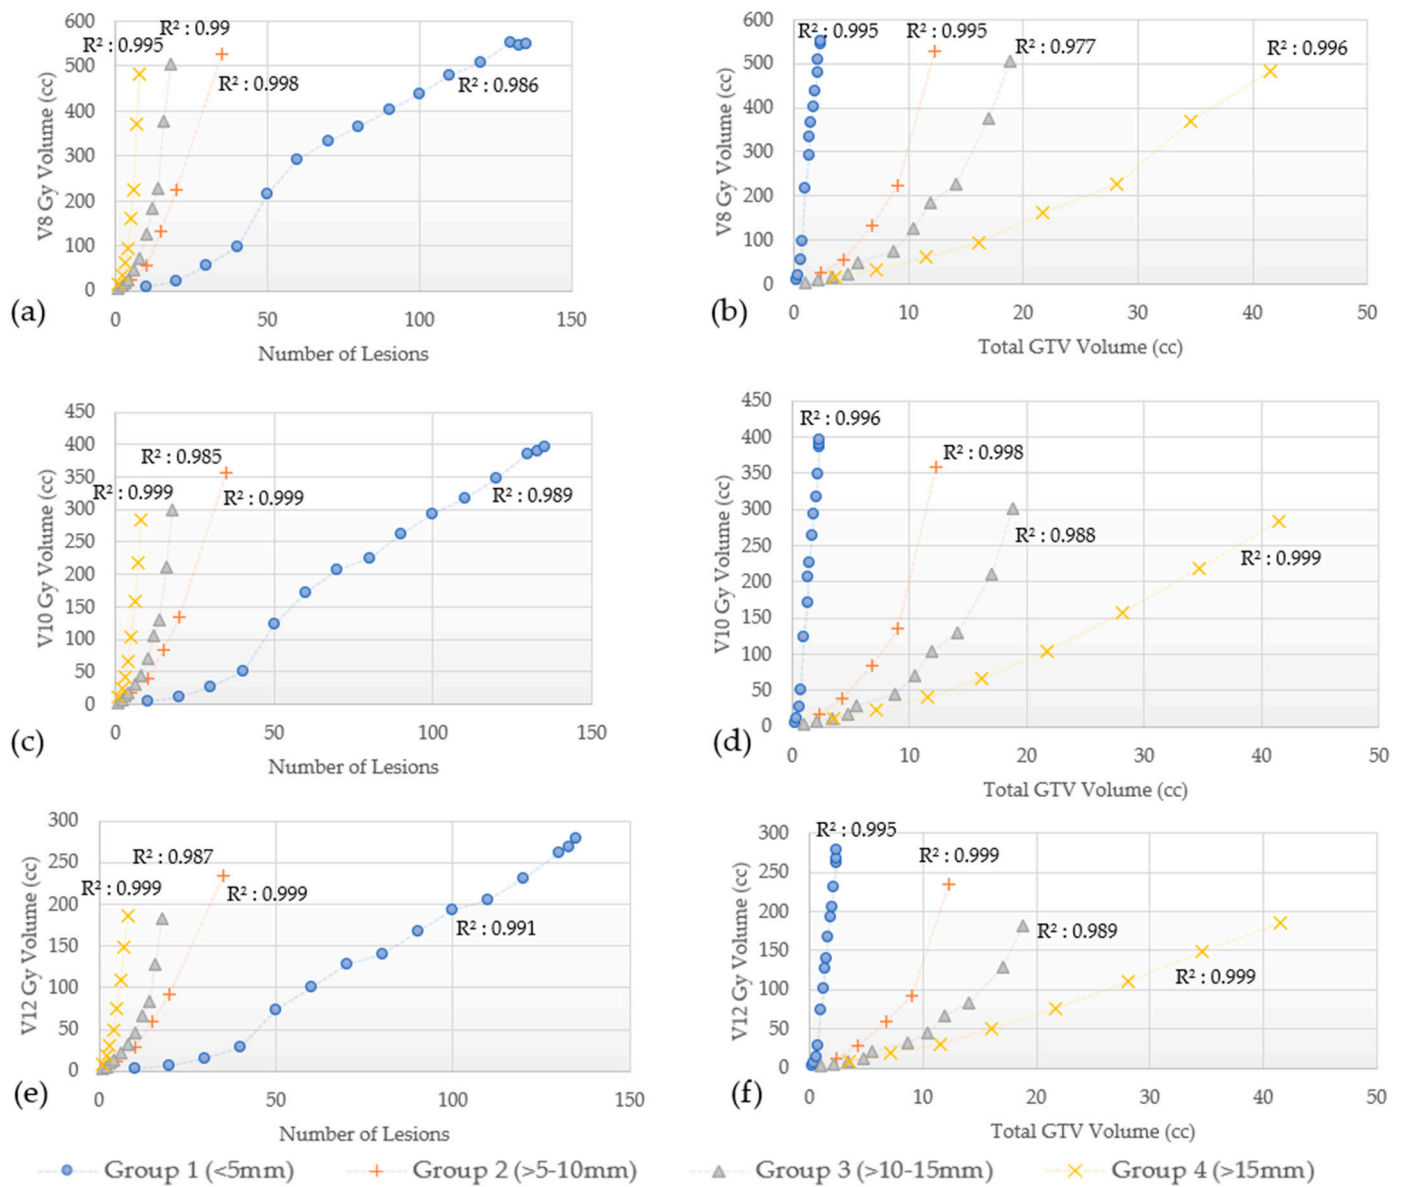 600
500
400
300
200
100
0
V8 Gy Volume (cc)
R² : 0.995
R² : 0.99
R² : 0.998
R² : 0.986
0
50
100
150
Number of Lesions
(a)
600
500
400
300
200
100
0
V8 Gy Volume (cc)
R² : 0.995
R² : 0.995
R² : 0.977
R² : 0.996
0
10
20
30
40
50
Total GTV Volume (cc)
(b)
450
400
350
300
250
200
150
100
50
0
V10 Gy Volume (cc)
R² : 0.985
R² : 0.999
R² : 0.999
R² : 0.989
0
50
100
150
Number of Lesions
(c)
450
400
350
300
250
200
150
100
50
0
V10 Gy Volume (cc)
R² : 0.996
R² : 0.998
R² : 0.988
R² : 0.999
0
10
20
30
40
50
Total GTV Volume (cc)
(d)
300
250
200
150
100
50
0
V12 Gy Volume (cc)
R² : 0.987
R² : 0.999
R² : 0.999
R² : 0.991
0
50
100
150
Number of Lesions
(e)
300
250
200
150
100
50
0
V12 Gy Volume (cc)
R² : 0.995
R² : 0.999
R² : 0.989
R² : 0.999
0
10
20
30
40
50
Total GTV Volume (cc)
(f)
Group 1 (<5mm)
Group 2 (>5-10mm)
Group 3 (>10-15mm)
Group 4 (>15mm)